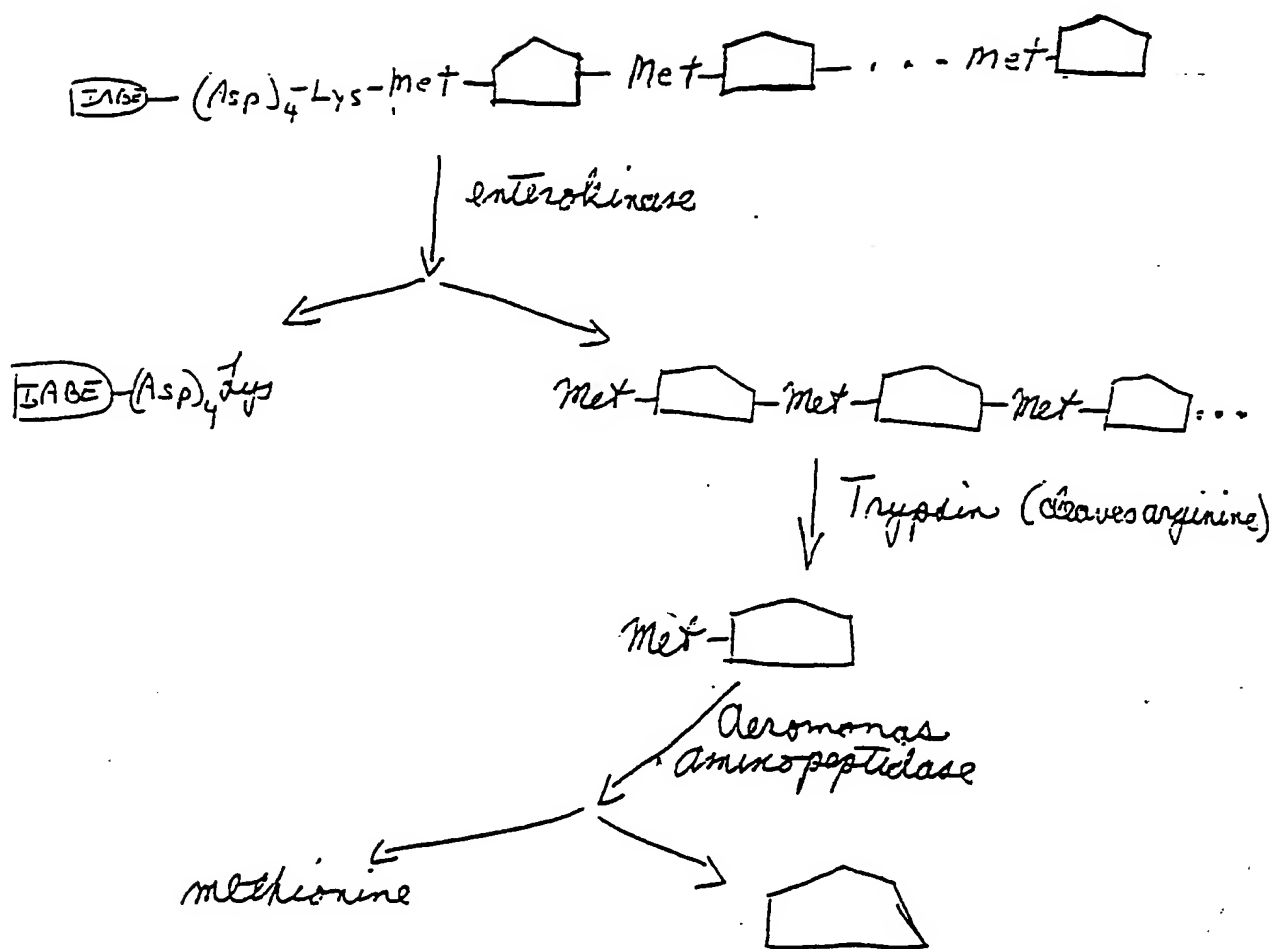 IABE — (Asp)4-Lys-Met — Met — ... Met
enterokinase
IABE — (Asp)4 Lys
Met — Met — Met ...
Trypsin (cleaves arginine)
Met —
Aeromonas
aminopeptidase
methionine